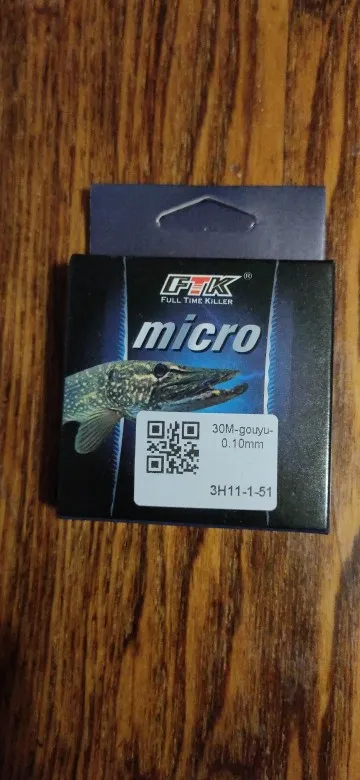 FTK®
FULL TIME KILLER
micro
30M-gouyu-
0.10mm
3H11-1-51